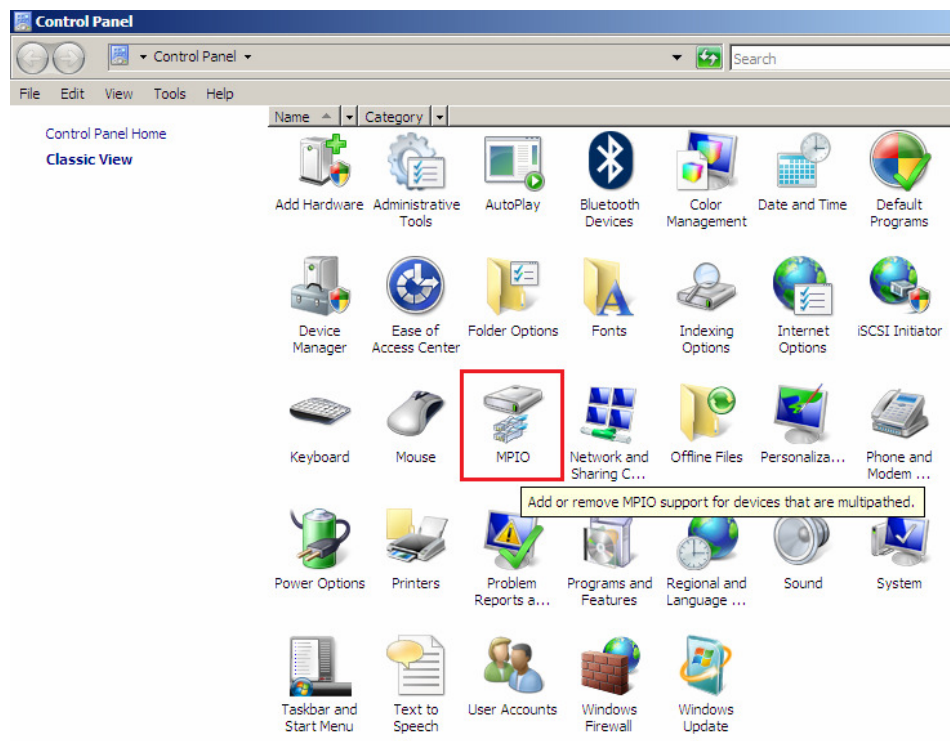 Control Panel
Control Panel
Search
File Edit View Tools Help
Name Category
Control Panel Home
Classic View
Add Hardware
Administrative
Tools
AutoPlay
Bluetooth
Devices
Color
Management
Date and Time
Default
Programs
Device
Manager
Ease of
Access Center
Folder Options
Fonts
Indexing
Options
Internet
Options
iSCSI Initiator
Keyboard
Mouse
MPIO
Network and
Sharing C...
Offline Files
Personaliza...
Phone and
Modem ...
Add or remove MPIO support for devices that are multipathed.
Power Options
Printers
Problem
Reports a...
Programs and
Features
Regional and
Language ...
Sound
System
Taskbar and
Start Menu
Text to
Speech
User Accounts
Windows
Firewall
Windows
Update